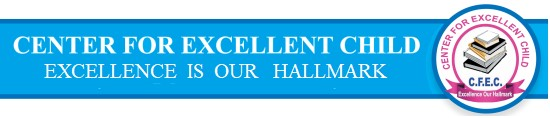 CENTER FOR EXCELLENT CHILD
EXCELLENCE IS OUR HALLMARK
CENTER FOR EXCELLENT CHILD
C.F.E.C.
Excellence Our Hallmark